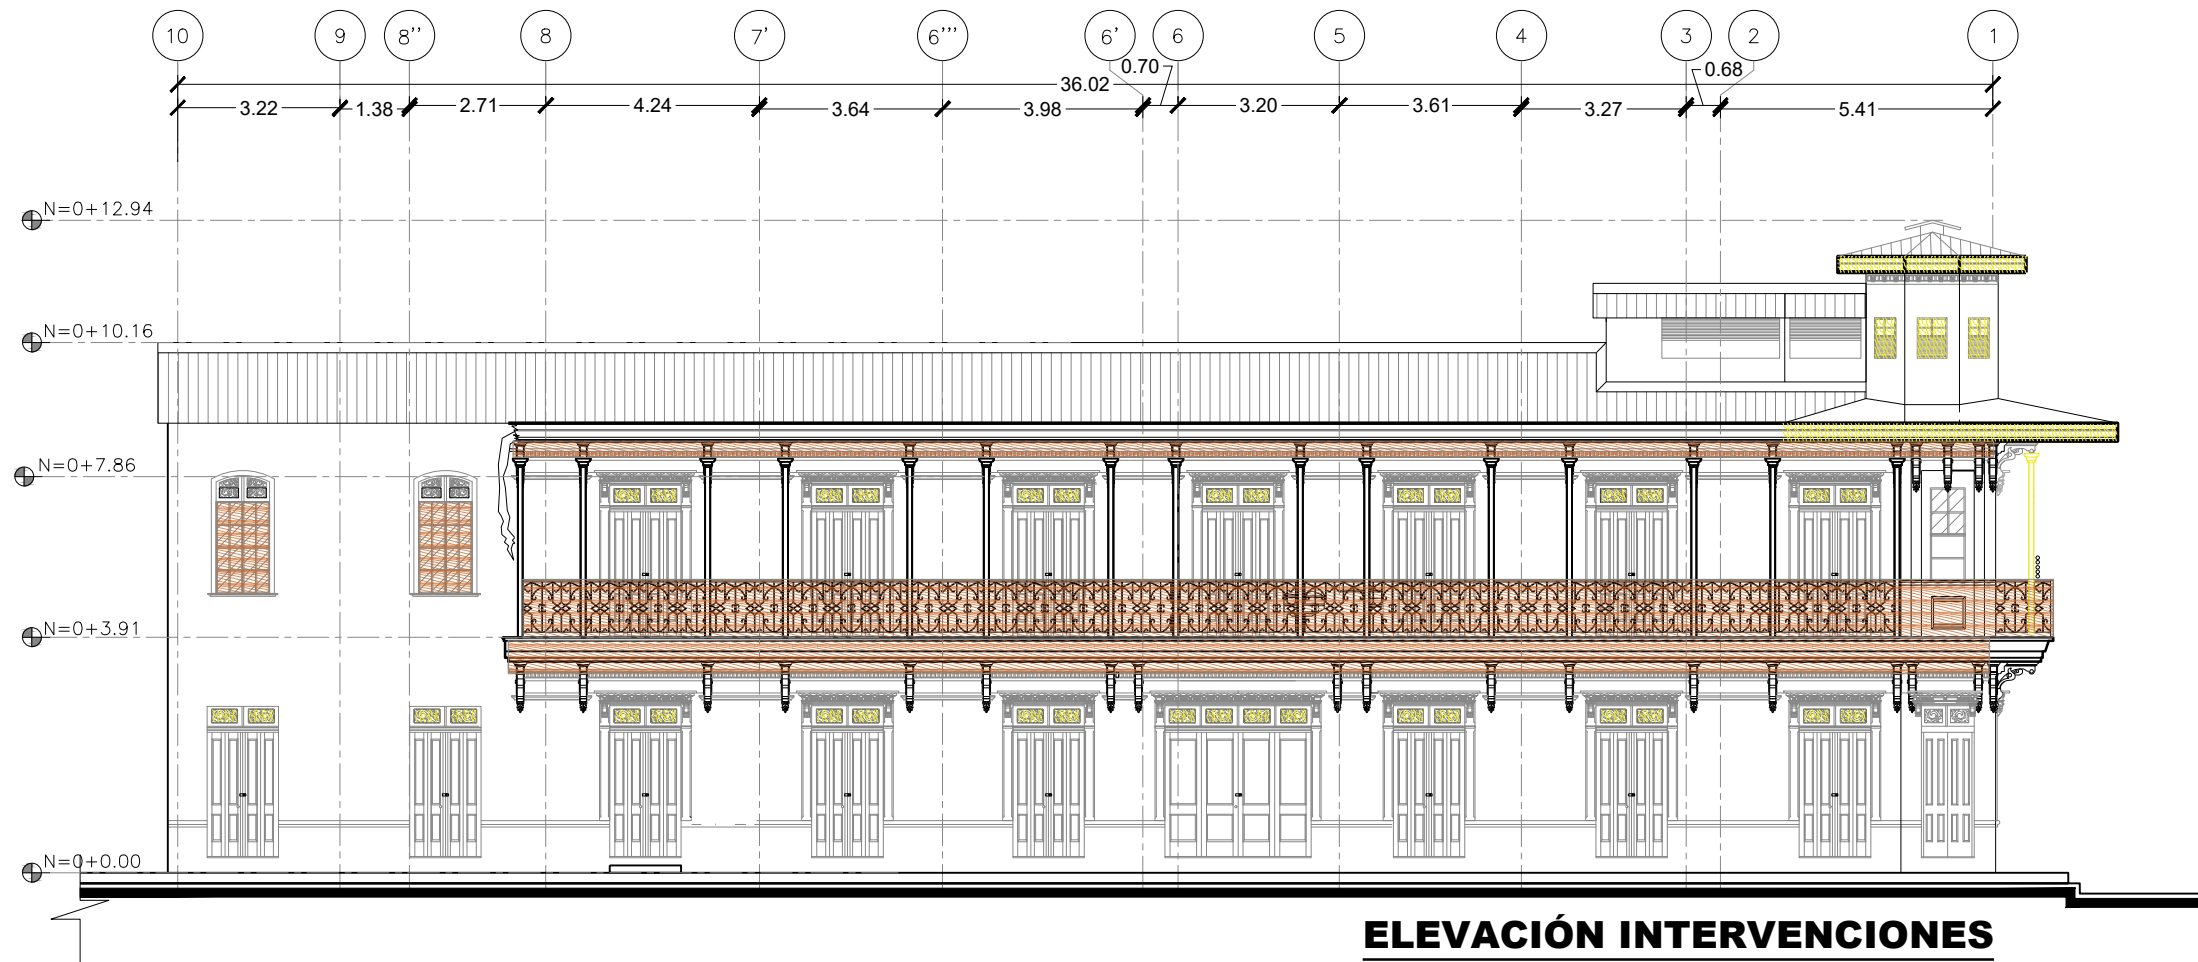 10 9 8'' 8 7' 6''' 6' 6 5 4 3 2 1
0.70 0.68
36.02
3.22 1.38 2.71 4.24 3.64 3.98 3.20 3.61 3.27 5.41
N=0+12.94
N=0+10.16
N=0+7.86
N=0+3.91
N=0+0.00
ELEVACIÓN INTERVENCIONES